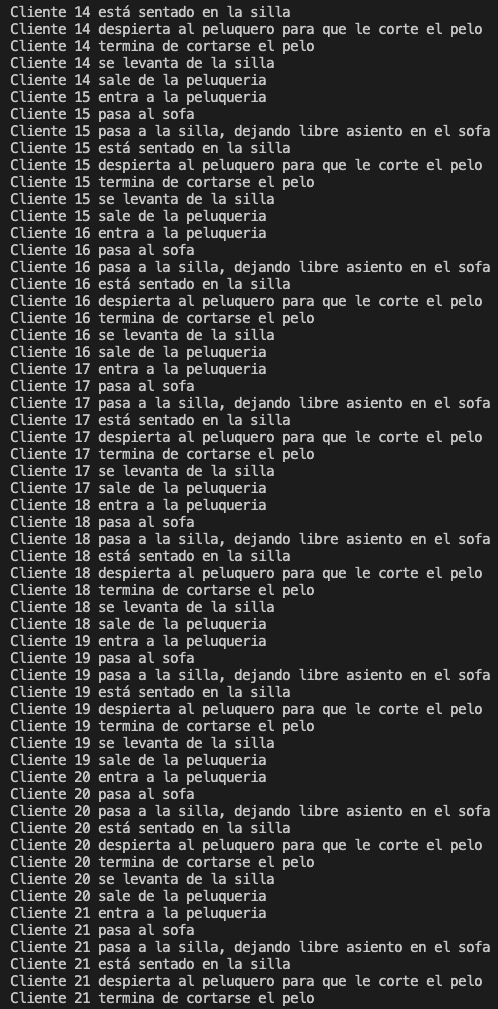 Cliente 14 está sentado en la silla
Cliente 14 despierta al peluquero para que le corte el pelo
Cliente 14 termina de cortarse el pelo
Cliente 14 se levanta de la silla
Cliente 14 sale de la peluqueria
Cliente 15 entra a la peluqueria
Cliente 15 pasa al sofa
Cliente 15 pasa a la silla, dejando libre asiento en el sofa
Cliente 15 está sentado en la silla
Cliente 15 despierta al peluquero para que le corte el pelo
Cliente 15 termina de cortarse el pelo
Cliente 15 se levanta de la silla
Cliente 15 sale de la peluqueria
Cliente 16 entra a la peluqueria
Cliente 16 pasa al sofa
Cliente 16 pasa a la silla, dejando libre asiento en el sofa
Cliente 16 está sentado en la silla
Cliente 16 despierta al peluquero para que le corte el pelo
Cliente 16 termina de cortarse el pelo
Cliente 16 se levanta de la silla
Cliente 16 sale de la peluqueria
Cliente 17 entra a la peluqueria
Cliente 17 pasa al sofa
Cliente 17 pasa a la silla, dejando libre asiento en el sofa
Cliente 17 está sentado en la silla
Cliente 17 despierta al peluquero para que le corte el pelo
Cliente 17 termina de cortarse el pelo
Cliente 17 se levanta de la silla
Cliente 17 sale de la peluqueria
Cliente 18 entra a la peluqueria
Cliente 18 pasa al sofa
Cliente 18 pasa a la silla, dejando libre asiento en el sofa
Cliente 18 está sentado en la silla
Cliente 18 despierta al peluquero para que le corte el pelo
Cliente 18 termina de cortarse el pelo
Cliente 18 se levanta de la silla
Cliente 18 sale de la peluqueria
Cliente 19 entra a la peluqueria
Cliente 19 pasa al sofa
Cliente 19 pasa a la silla, dejando libre asiento en el sofa
Cliente 19 está sentado en la silla
Cliente 19 despierta al peluquero para que le corte el pelo
Cliente 19 termina de cortarse el pelo
Cliente 19 se levanta de la silla
Cliente 19 sale de la peluqueria
Cliente 20 entra a la peluqueria
Cliente 20 pasa al sofa
Cliente 20 pasa a la silla, dejando libre asiento en el sofa
Cliente 20 está sentado en la silla
Cliente 20 despierta al peluquero para que le corte el pelo
Cliente 20 termina de cortarse el pelo
Cliente 20 se levanta de la silla
Cliente 20 sale de la peluqueria
Cliente 21 entra a la peluqueria
Cliente 21 pasa al sofa
Cliente 21 pasa a la silla, dejando libre asiento en el sofa
Cliente 21 está sentado en la silla
Cliente 21 despierta al peluquero para que le corte el pelo
Cliente 21 termina de cortarse el pelo